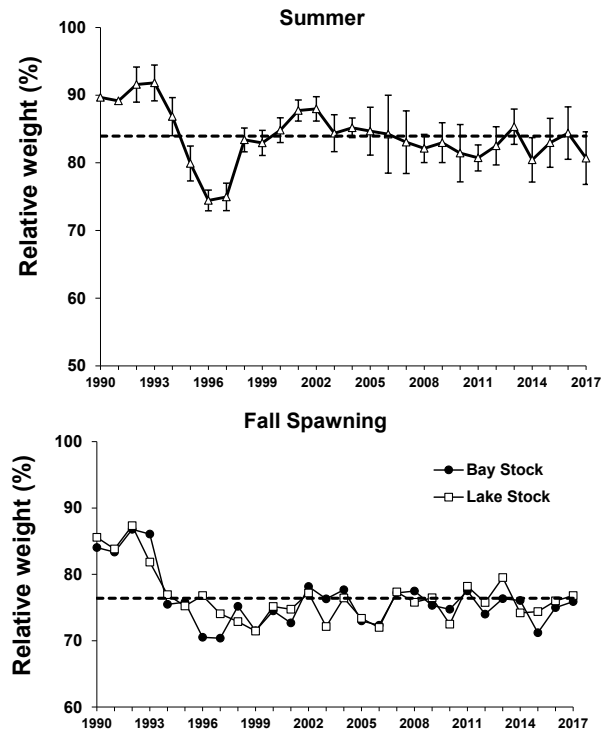 Summer
Relative weight (%)
100
90
80
70
60
50
1990 1993 1996 1999 2002 2005 2008 2011 2014 2017
Fall Spawning
Relative weight (%)
100
90
80
70
60
Bay Stock
Lake Stock
1990 1993 1996 1999 2002 2005 2008 2011 2014 2017